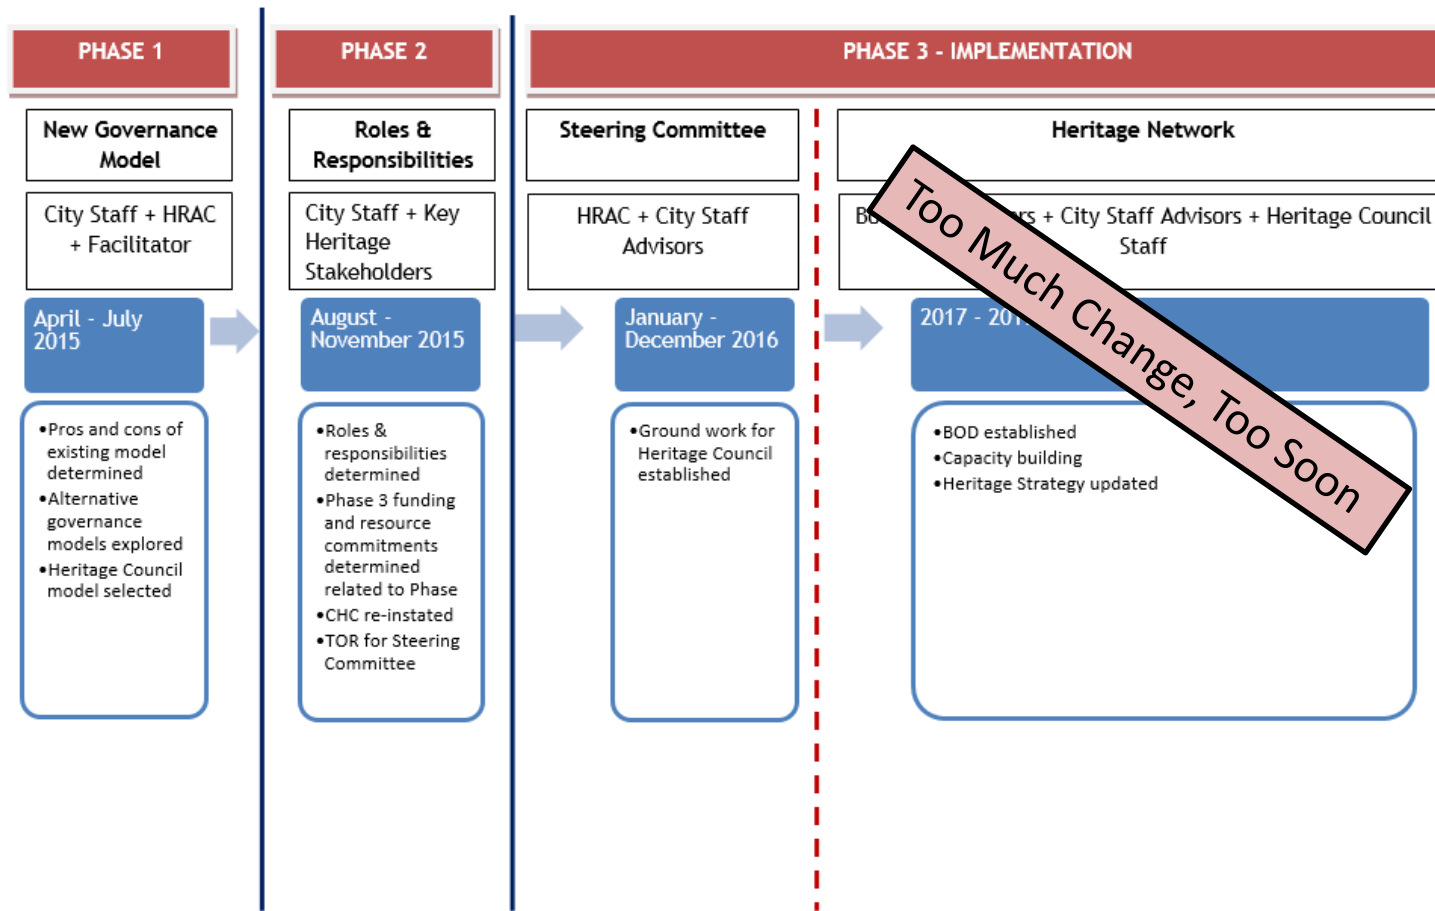 PHASE 1
PHASE 2
PHASE 3 - IMPLEMENTATION
New Governance
Model
Roles &
Responsibilities
Steering Committee
Heritage Network
City Staff + HRAC
+ Facilitator
City Staff + Key
Heritage
Stakeholders
HRAC + City Staff
Advisors
+ City Staff Advisors + Heritage Council
Staff
April - July
2015
August -
November 2015
January -
December 2016
2017 -
•Pros and cons of
existing model
determined
•Alternative
governance
models explored
•Heritage Council
model selected
•Roles &
responsibilities
determined
•Phase 3 funding
and resource
commitments
determined
related to Phase
•CHC re-instated
•TOR for Steering
Committee
•Ground work for
Heritage Council
established
•BOD established
•Capacity building
•Heritage Strategy updated
Too Much Change, Too Soon